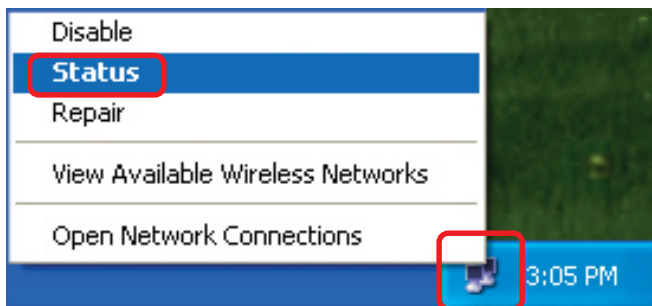 Disable
Status
Repair
View Available Wireless Networks
Open Network Connections
3:05 PM